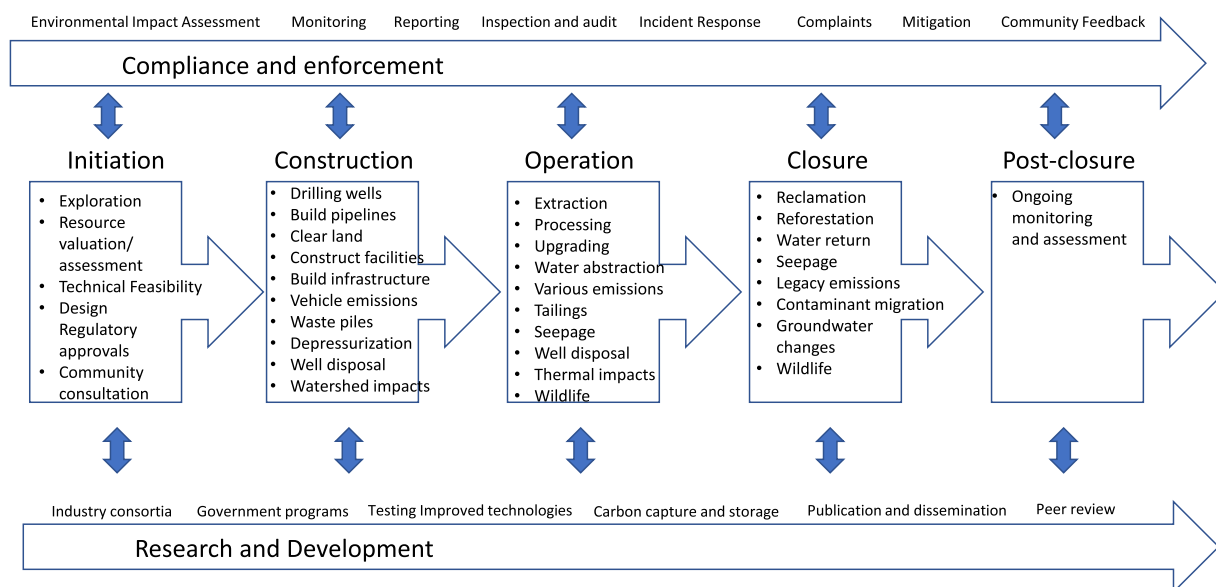 Environmental Impact Assessment Monitoring Reporting Inspection and audit Incident Response Complaints Mitigation Community Feedback
Compliance and enforcement
Initiation
• Exploration
• Resource
valuation/
assessment
• Technical Feasibility
• Design
Regulatory
approvals
• Community
consultation
Construction
• Drilling wells
• Build pipelines
• Clear land
• Construct facilities
• Build infrastructure
• Vehicle emissions
• Waste piles
• Depressurization
• Well disposal
• Watershed impacts
Operation
• Extraction
• Processing
• Upgrading
• Water abstraction
• Various emissions
• Tailings
• Seepage
• Well disposal
• Thermal impacts
• Wildlife
Closure
• Reclamation
• Reforestation
• Water return
• Seepage
• Legacy emissions
• Contaminant migration
• Groundwater
changes
• Wildlife
Post-closure
• Ongoing
monitoring
and assessment
Industry consortia Government programs Testing Improved technologies Carbon capture and storage Publication and dissemination Peer review
Research and Development